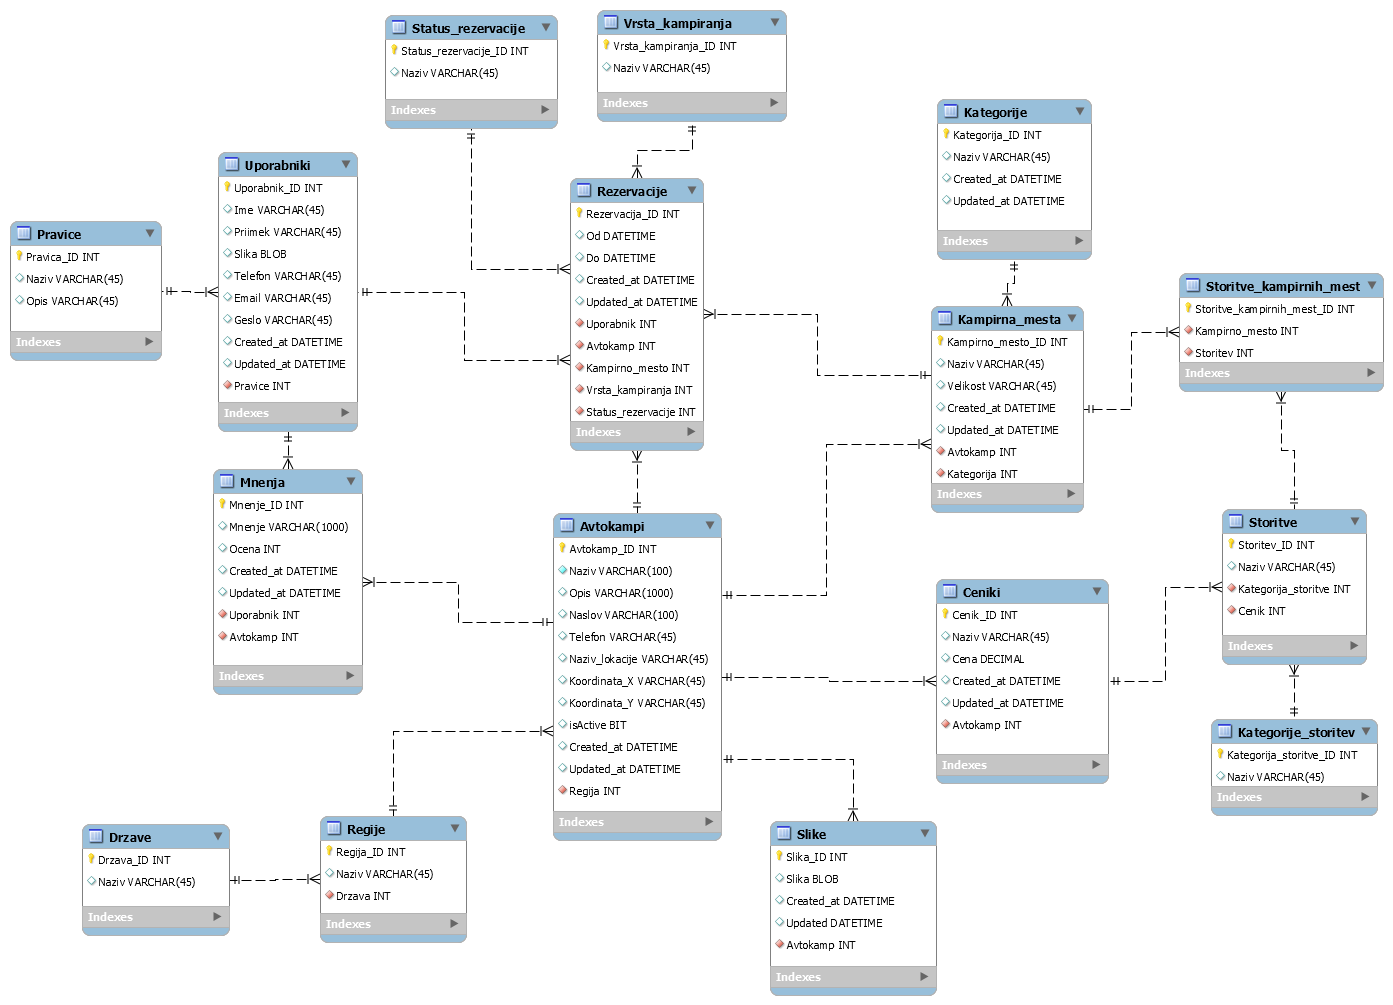 Status_rezervacije
Status_rezervacije_ID INT
Naziv VARCHAR(45)
Indexes
Vrsta_kampiranja
Vrsta_kampiranja_ID INT
Naziv VARCHAR(45)
Indexes
Kategorije
Kategorija_ID INT
Naziv VARCHAR(45)
Created_at DATETIME
Updated_at DATETIME
Indexes
Uporabniki
Uporabnik_ID INT
Ime VARCHAR(45)
Priimek VARCHAR(45)
Slika BLOB
Telefon VARCHAR(45)
Email VARCHAR(45)
Geslo VARCHAR(45)
Created_at DATETIME
Updated_at DATETIME
Pravice INT
Indexes
Rezervacije
Rezervacija_ID INT
Od DATETIME
Do DATETIME
Created_at DATETIME
Updated_at DATETIME
Uporabnik INT
Avtokamp INT
Kampirno_mesto INT
Vrsta_kampiranja INT
Status_rezervacije INT
Indexes
Pravice
Pravica_ID INT
Naziv VARCHAR(45)
Opis VARCHAR(45)
Indexes
Storitve_kampirnih_mest
Storitve_kampirnih_mest_ID INT
Kampirno_mesto INT
Storitev INT
Indexes
Kampirna_mesta
Kampirno_mesto_ID INT
Naziv VARCHAR(45)
Velikost VARCHAR(45)
Created_at DATETIME
Updated_at DATETIME
Avtokamp INT
Kategorija INT
Indexes
Mnenja
Mnenje_ID INT
Mnenje VARCHAR(1000)
Ocena INT
Created_at DATETIME
Updated_at DATETIME
Uporabnik INT
Avtokamp INT
Indexes
Avtokampi
Avtokamp_ID INT
Naziv VARCHAR(100)
Opis VARCHAR(1000)
Naslov VARCHAR(100)
Telefon VARCHAR(45)
Naziv_lokacije VARCHAR(45)
Koordinata_X VARCHAR(45)
Koordinata_Y VARCHAR(45)
isActive BIT
Created_at DATETIME
Updated_at DATETIME
Regija INT
Indexes
Storitve
Storitev_ID INT
Naziv VARCHAR(45)
Kategorija_storitve INT
Cenik INT
Indexes
Ceniki
Cenik_ID INT
Naziv VARCHAR(45)
Cena DECIMAL
Created_at DATETIME
Updated_at DATETIME
Avtokamp INT
Indexes
Kategorije_storitev
Kategorija_storitve_ID INT
Naziv VARCHAR(45)
Indexes
Drzave
Drzava_ID INT
Naziv VARCHAR(45)
Indexes
Regije
Regija_ID INT
Naziv VARCHAR(45)
Drzava INT
Indexes
Slike
Slika_ID INT
Slika BLOB
Created_at DATETIME
Updated DATETIME
Avtokamp INT
Indexes